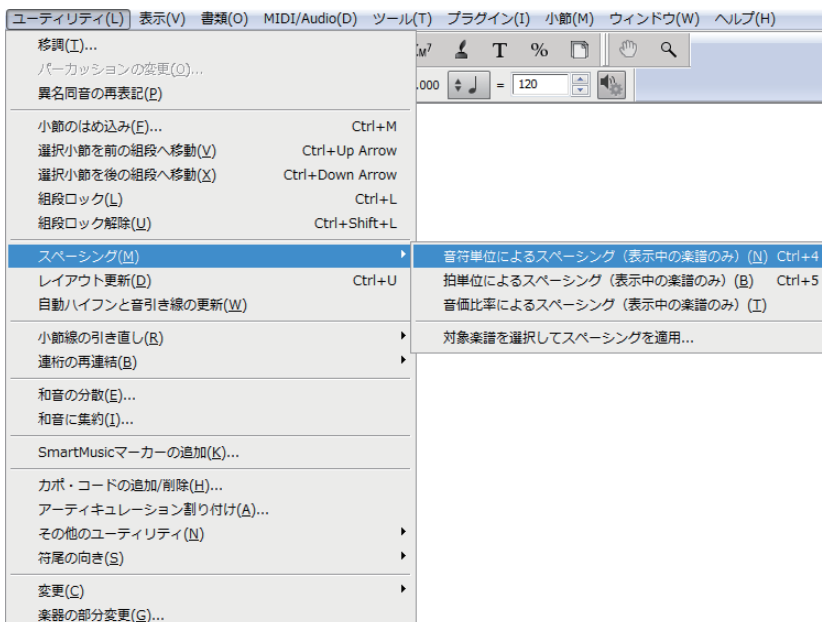 ユーティリティ(L) 表示(V) 書類(O) MIDI/Audio(D) ツール(T) プラグイン(I) 小節(M) ウィンドウ(W) ヘルプ(H)
移調(T)...
パーカッションの変更(O)...
異名同音の再表記(P)
M7 T %
.000 = 120
小節のはめ込み(F)... Ctrl+M
選択小節を前の組段へ移動(V) Ctrl+Up Arrow
選択小節を後の組段へ移動(X) Ctrl+Down Arrow
組段ロック(L) Ctrl+L
組段ロック解除(U) Ctrl+Shift+L
スペーシング(M)
レイアウト更新(D) Ctrl+U
自動ハイフンと音引き線の更新(W)
小節線の引き直し(R)
連桁の再連結(B)
和音の分散(E)...
和音に集約(I)...
SmartMusicマーカーの追加(K)...
カポ・コードの追加/削除(H)...
アーティキュレーション割り付け(A)...
その他のユーティリティ(N)
符尾の向き(S)
変更(C)
楽器の部分変更(G)...
音符単位によるスペーシング（表示中の楽譜のみ）(N) Ctrl+4
拍単位によるスペーシング（表示中の楽譜のみ）(B) Ctrl+5
音価比率によるスペーシング（表示中の楽譜のみ）(T)
対象楽譜を選択してスペーシングを適用...